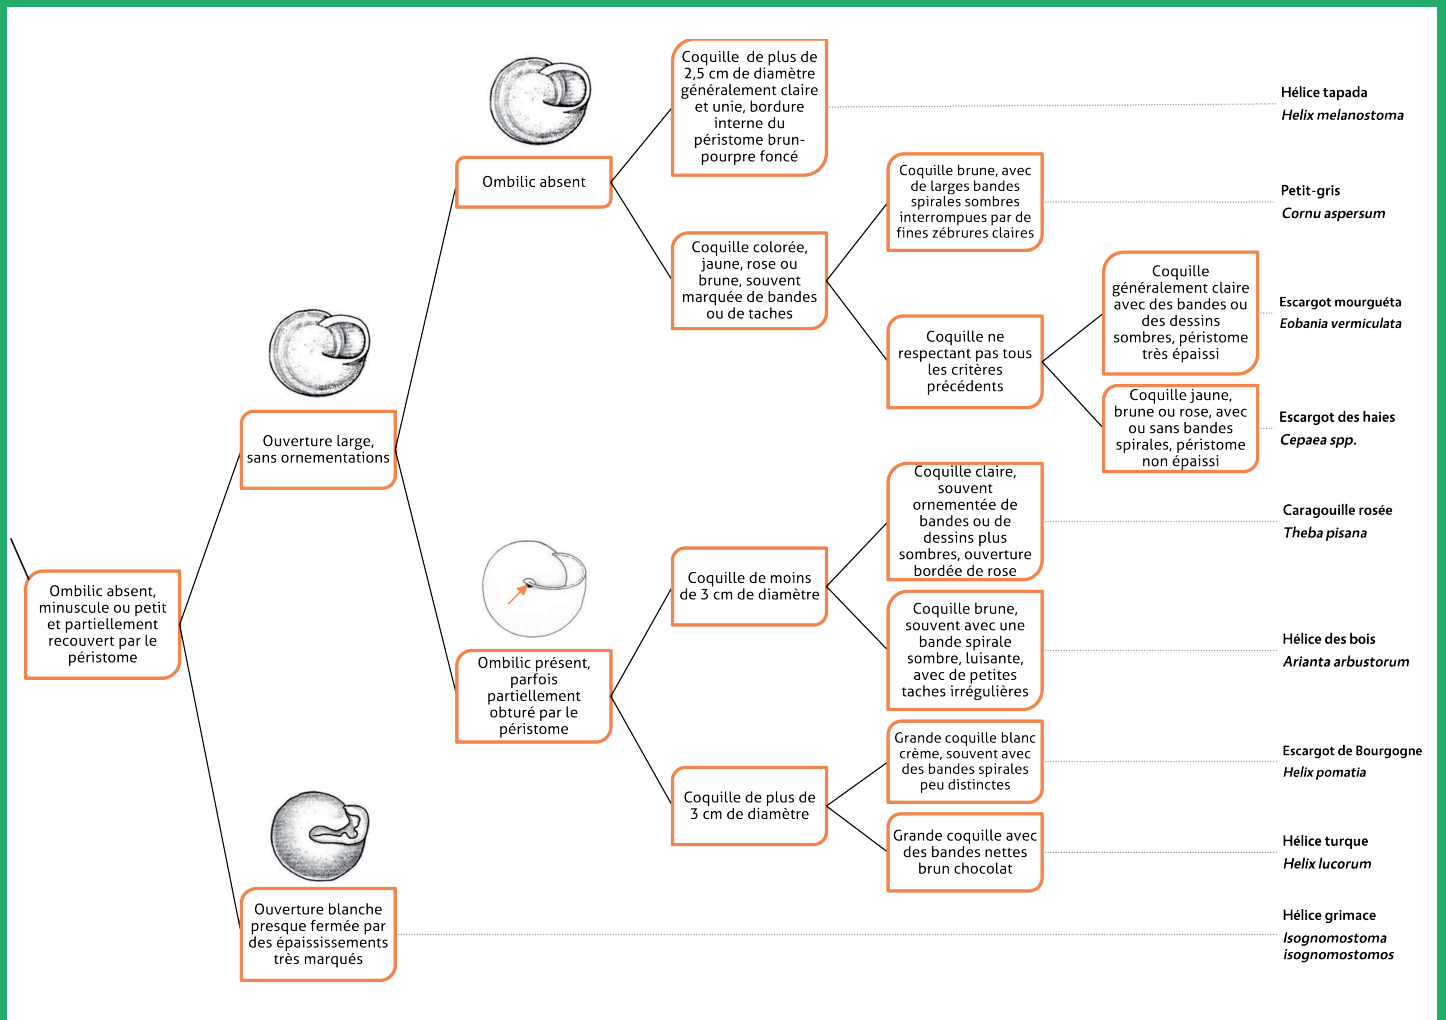 Coquille de plus de
2,5 cm de diamètre
généralement claire
et unie, bordure
interne du
péristome brun-
pourpre foncé
Hélice tapada
Helix melanostoma
Ombilic absent
Coquille brune, avec
de larges bandes
spirales sombres
interrompues par de
fines zébrures claires
Petit-gris
Cornu aspersum
Coquille colorée,
jaune, rose ou
brune, souvent
marquée de bandes
ou de taches
Coquille
généralement claire
avec des bandes ou
des dessins
sombres, péristome
très épaissi
Escargot mourguéta
Eobania vermiculata
Coquille ne
respectant pas tous
les critères
précédents
Coquille jaune,
brune ou rose, avec
ou sans bandes
spirales, péristome
non épaissi
Escargot des haies
Cepaea spp.
Ouverture large,
sans ornementations
Coquille claire,
souvent
ornementée de
bandes ou de
dessins plus
sombres, ouverture
bordée de rose
Caragouille rosée
Theba pisana
Ombilic absent,
minuscule ou petit
et partiellement
recouvert par le
péristome
Coquille de moins
de 3 cm de diamètre
Coquille brune,
souvent avec une
bande spirale
sombre, luisante,
avec de petites
taches irrégulières
Hélice des bois
Arianta arbustorum
Ombilic présent,
parfois
partiellement
obturé par le
péristome
Grande coquille blanc
crème, souvent avec
des bandes spirales
peu distinctes
Escargot de Bourgogne
Helix pomatia
Coquille de plus de
3 cm de diamètre
Grande coquille avec
des bandes nettes
brun chocolat
Hélice turque
Helix lucorum
Ouverture blanche
presque fermée par
des épaississements
très marqués
Hélice grimace
Isognomostoma
isognomostomos